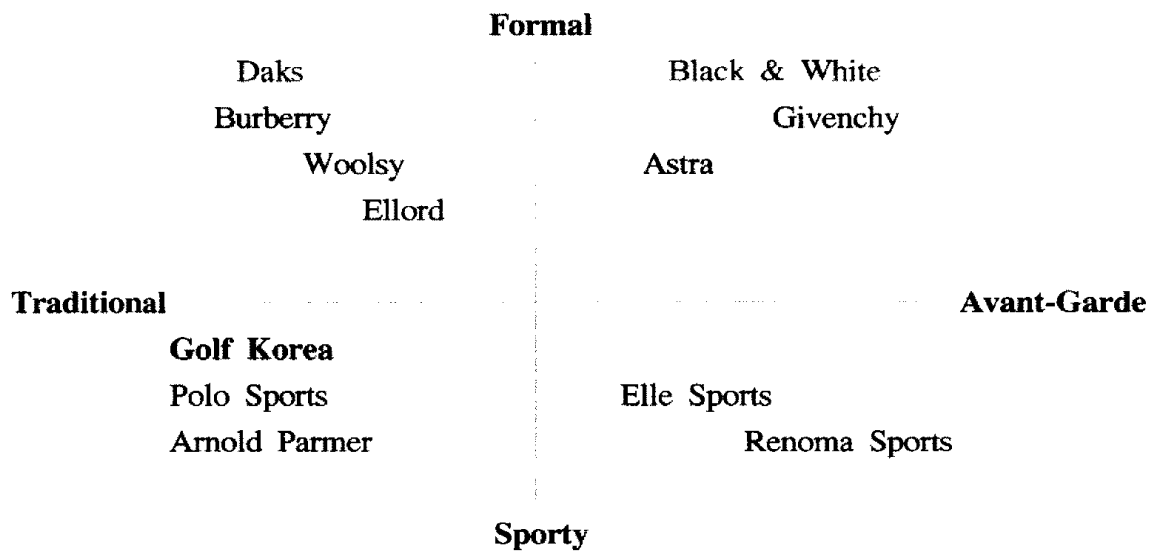 Formal
Daks Black & White
Burberry Givenchy
Woolsy Astra
Ellord
Traditional Avant-Garde
Golf Korea
Polo Sports Elle Sports
Arnold Parmer Renoma Sports
Sporty